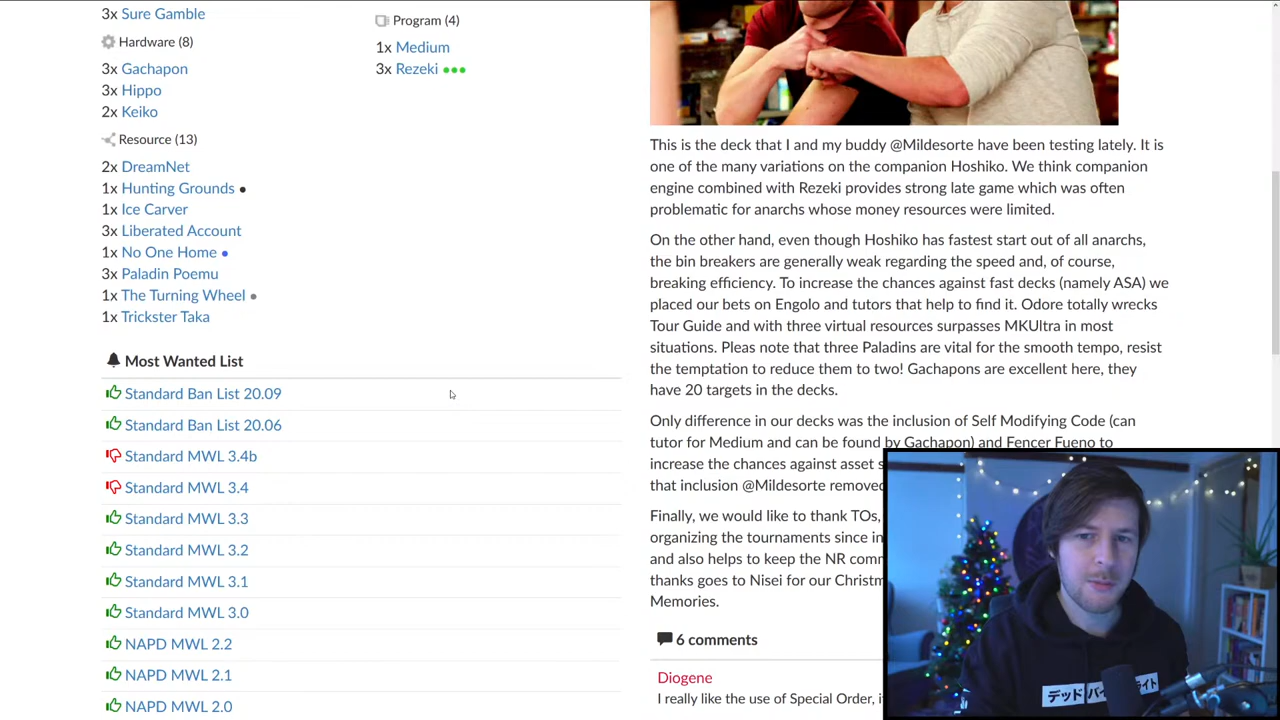 3x Sure Gamble
Hardware (8)
3x Gachapon
3x Hippo
2x Keiko
Resource (13)
2x DreamNet
1x Hunting Grounds ●
1x Ice Carver
3x Liberated Account
1x No One Home ●
3x Paladin Poemu
1x The Turning Wheel ●
1x Trickster Taka
Program (4)
1x Medium
3x Rezeki ●●●
Most Wanted List
Standard Ban List 20.09
Standard Ban List 20.06
Standard MWL 3.4b
Standard MWL 3.4
Standard MWL 3.3
Standard MWL 3.2
Standard MWL 3.1
Standard MWL 3.0
NAPD MWL 2.2
NAPD MWL 2.1
NAPD MWL 2.0
This is the deck that I and my buddy @Mildesorte have been testing lately. It is
one of the many variations on the companion Hoshiko. We think companion
engine combined with Rezeki provides strong late game which was often
problematic for anarchs whose money resources were limited.
On the other hand, even though Hoshiko has fastest start out of all anarchs,
the bin breakers are generally weak regarding the speed and, of course,
breaking efficiency. To increase the chances against fast decks (namely ASA) we
placed our bets on Engolo and tutors that help to find it. Odore totally wrecks
Tour Guide and with three virtual resources surpasses MKUltra in most
situations. Pleas note that three Paladins are vital for the smooth tempo, resist
the temptation to reduce them to two! Gachapons are excellent here, they
have 20 targets in the decks.
Only difference in our decks was the inclusion of Self Modifying Code (can
tutor for Medium and can be found by Gachapon) and Fencer Fueno to
increase the chances against asset s
that inclusion @Mildesorte removed
Finally, we would like to thank TOs,
organizing the tournaments since in
and also helps to keep the NR comm
thanks goes to Nisei for our Christm
Memories.
6 comments
Diogene
I really like the use of Special Order, i
デッド バイ
イト